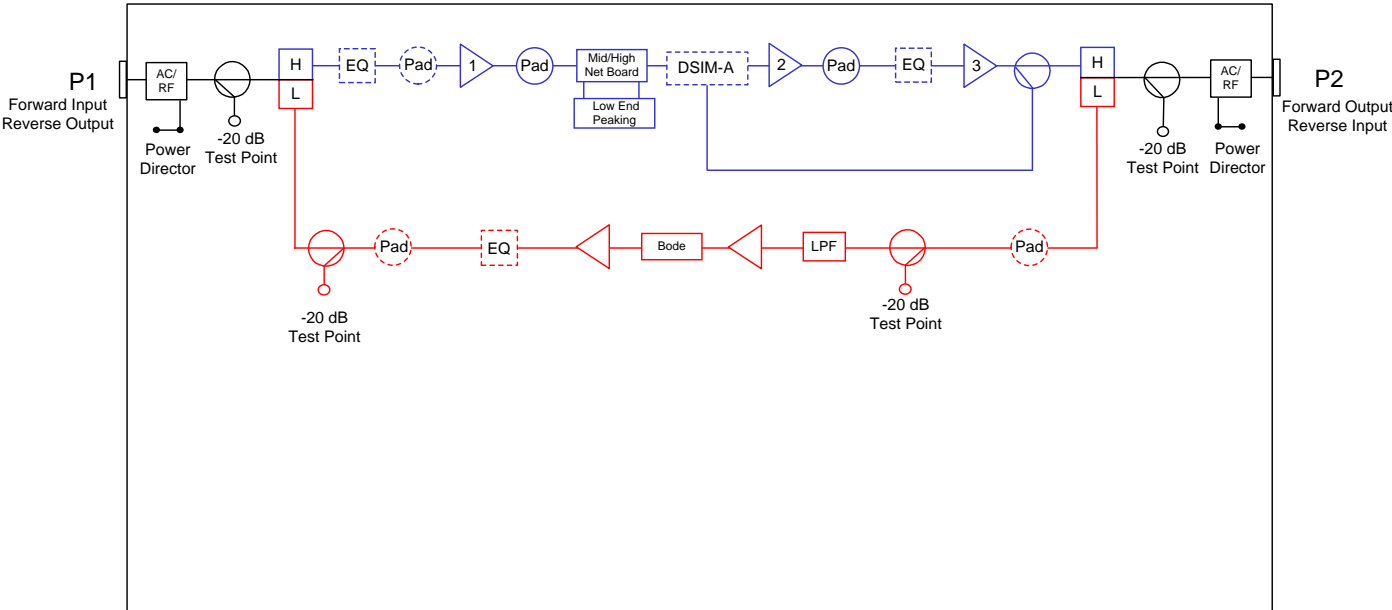 P1
Forward Input
Reverse Output
AC/
RF
Power
Director
-20 dB
Test Point
H
L
EQ
Pad
1
Pad
Mid/High
Net Board
Low End
Peaking
DSIM-A
2
Pad
EQ
3
H
L
-20 dB
Test Point
AC/
RF
Power
Director
P2
Forward Output
Reverse Input
-20 dB
Test Point
Pad
EQ
Bode
LPF
-20 dB
Test Point
Pad